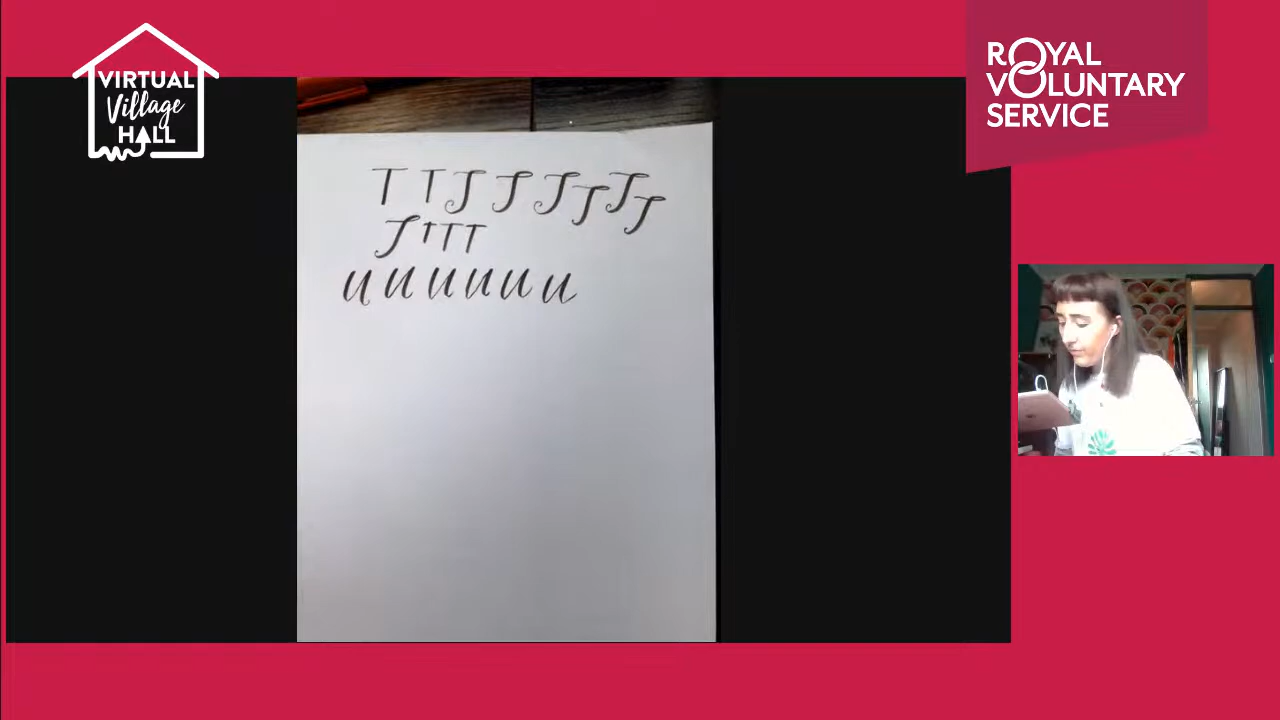 VIRTUAL
Village
HALL
ROYAL
VOLUNTARY
SERVICE
T T T T T T T T
T T T T
u u u u u u